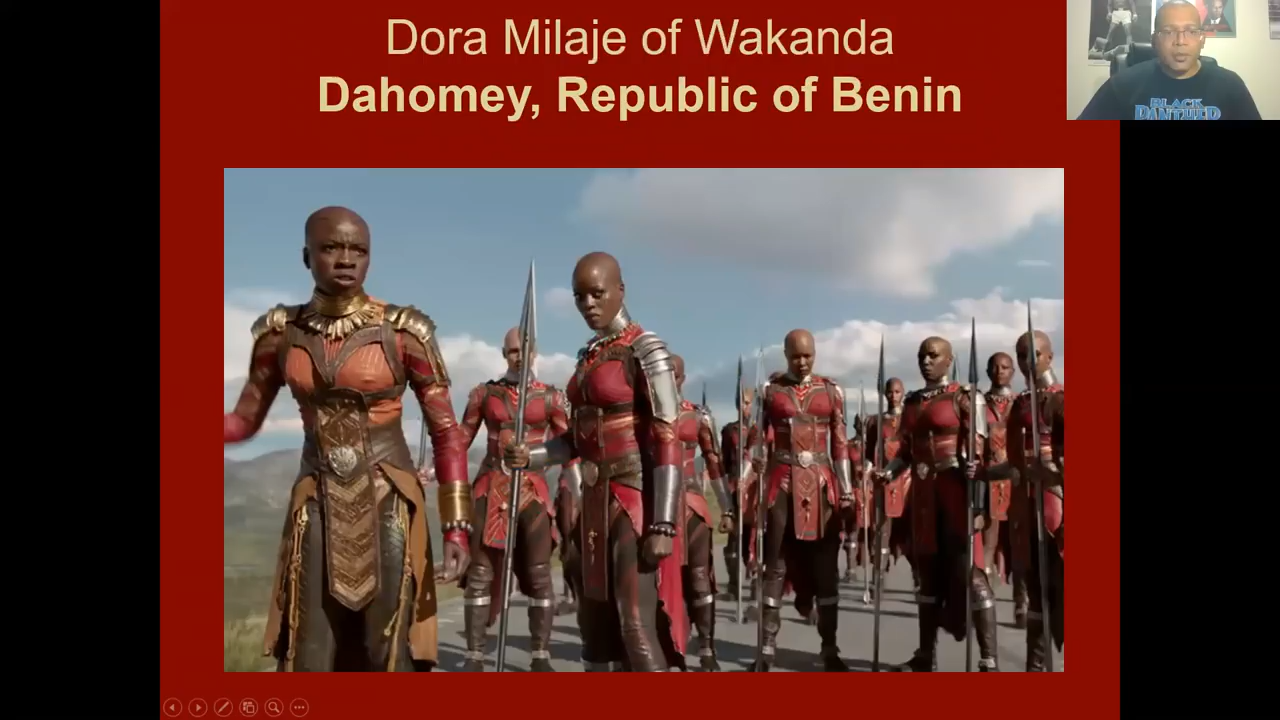 Dora Milaje of Wakanda
Dahomey, Republic of Benin
BLACK
PANTHER